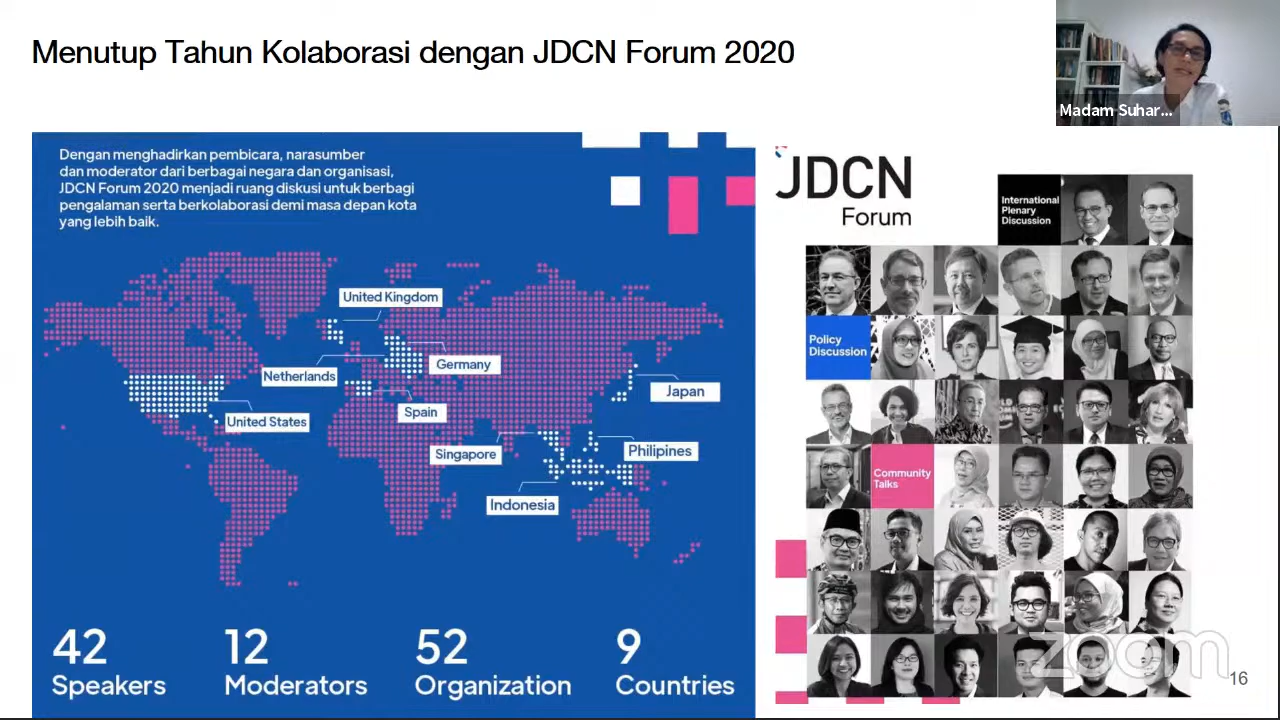 Menutup Tahun Kolaborasi dengan JDCN Forum 2020
Madam Suhar...
Dengan menghadirkan pembicara, narasumber
dan moderator dari berbagai negara dan organisasi,
JDCN Forum 2020 menjadi ruang diskusi untuk berbagi
pengalaman serta berkolaborasi demi masa depan kota
yang lebih baik.
United Kingdom
Netherlands
Germany
Japan
United States
Spain
Singapore
Philipines
Indonesia
42
Speakers
12
Moderators
52
Organization
9
Countries
JDCN
Forum
International
Plenary
Discussion
Policy
Discussion
Community
Talks
zoom
16